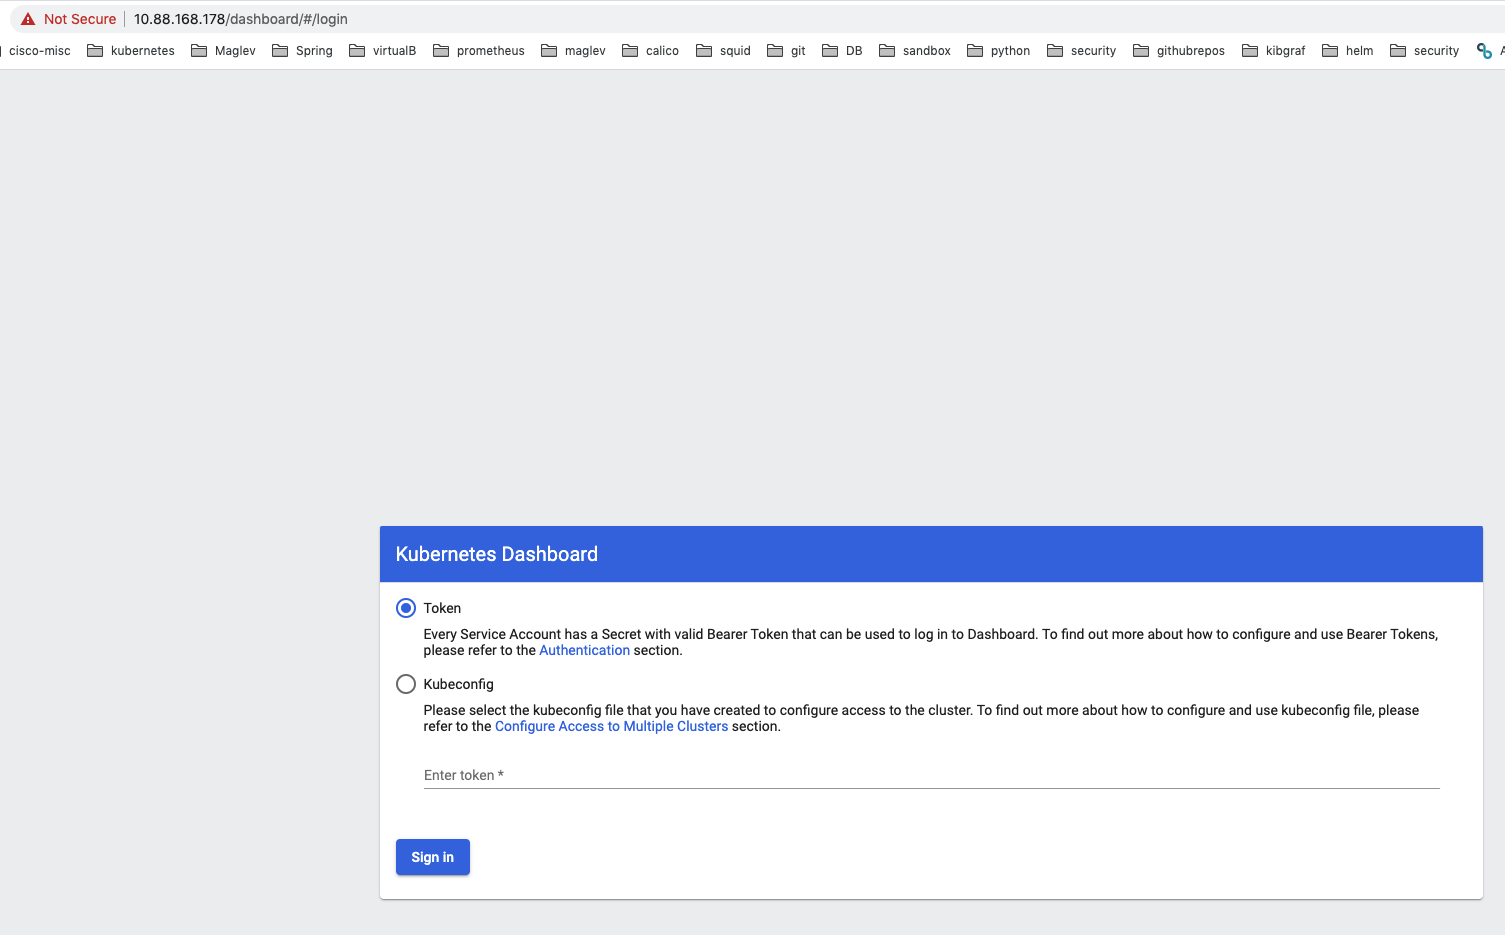 Not Secure 10.88.168.178/dashboard/#/login
cisco-misc kubernetes Maglev Spring virtualB prometheus maglev calico squid git DB sandbox python security githubrepos kibgraf helm security A
Kubernetes Dashboard
Token
Every Service Account has a Secret with valid Bearer Token that can be used to log in to Dashboard. To find out more about how to configure and use Bearer Tokens,
please refer to the Authentication section.
Kubeconfig
Please select the kubeconfig file that you have created to configure access to the cluster. To find out more about how to configure and use kubeconfig file, please
refer to the Configure Access to Multiple Clusters section.
Enter token *
Sign in